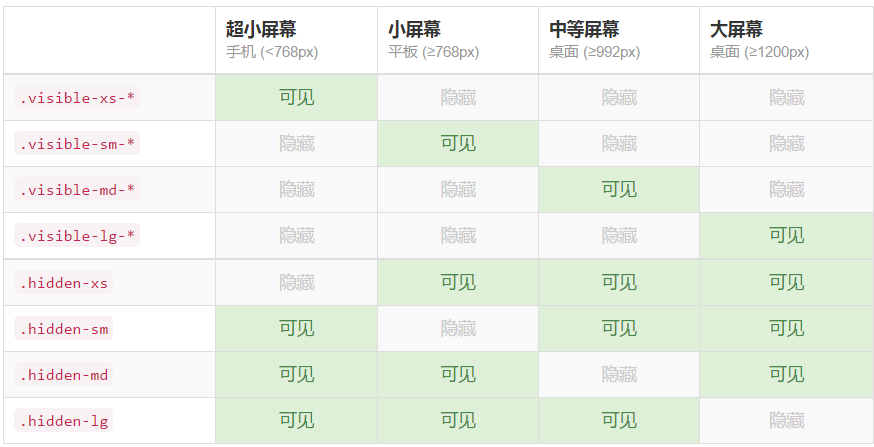 超小屏幕 小屏幕 中等屏幕 大屏幕
手机 (<768px) 平板 (≥768px) 桌面 (≥992px) 桌面 (≥1200px)
.visible-xs-* 可见 隐藏 隐藏 隐藏
.visible-sm-* 隐藏 可见 隐藏 隐藏
.visible-md-* 隐藏 隐藏 可见 隐藏
.visible-lg-* 隐藏 隐藏 隐藏 可见
.hidden-xs 隐藏 可见 可见 可见
.hidden-sm 可见 隐藏 可见 可见
.hidden-md 可见 可见 隐藏 可见
.hidden-lg 可见 可见 可见 隐藏